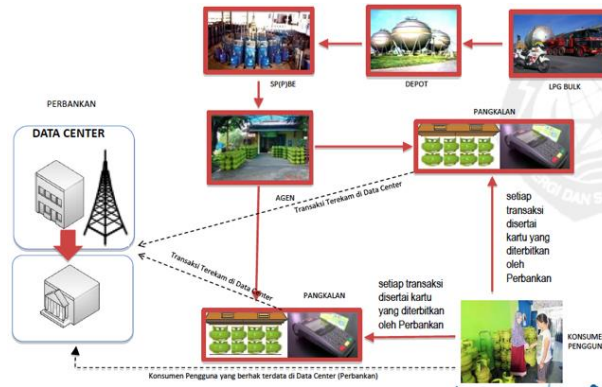 SP(P)BE
DEPOT
LPG BULK
PERBANKAN
DATA CENTER
PANGKALAN
AGEN
Transaksi Terekam di Data Center
setiap
transaksi
disertai
kartu yang
diterbitkan
oleh
Perbankan
Transaksi Terekam di Data Center
setiap transaksi
disertai kartu
yang diterbitkan
oleh Perbankan
PANGKALAN
KONSUME
PENGGUN
Konsumen Pengguna yang berhak terdata di Data Center (Perbankan)